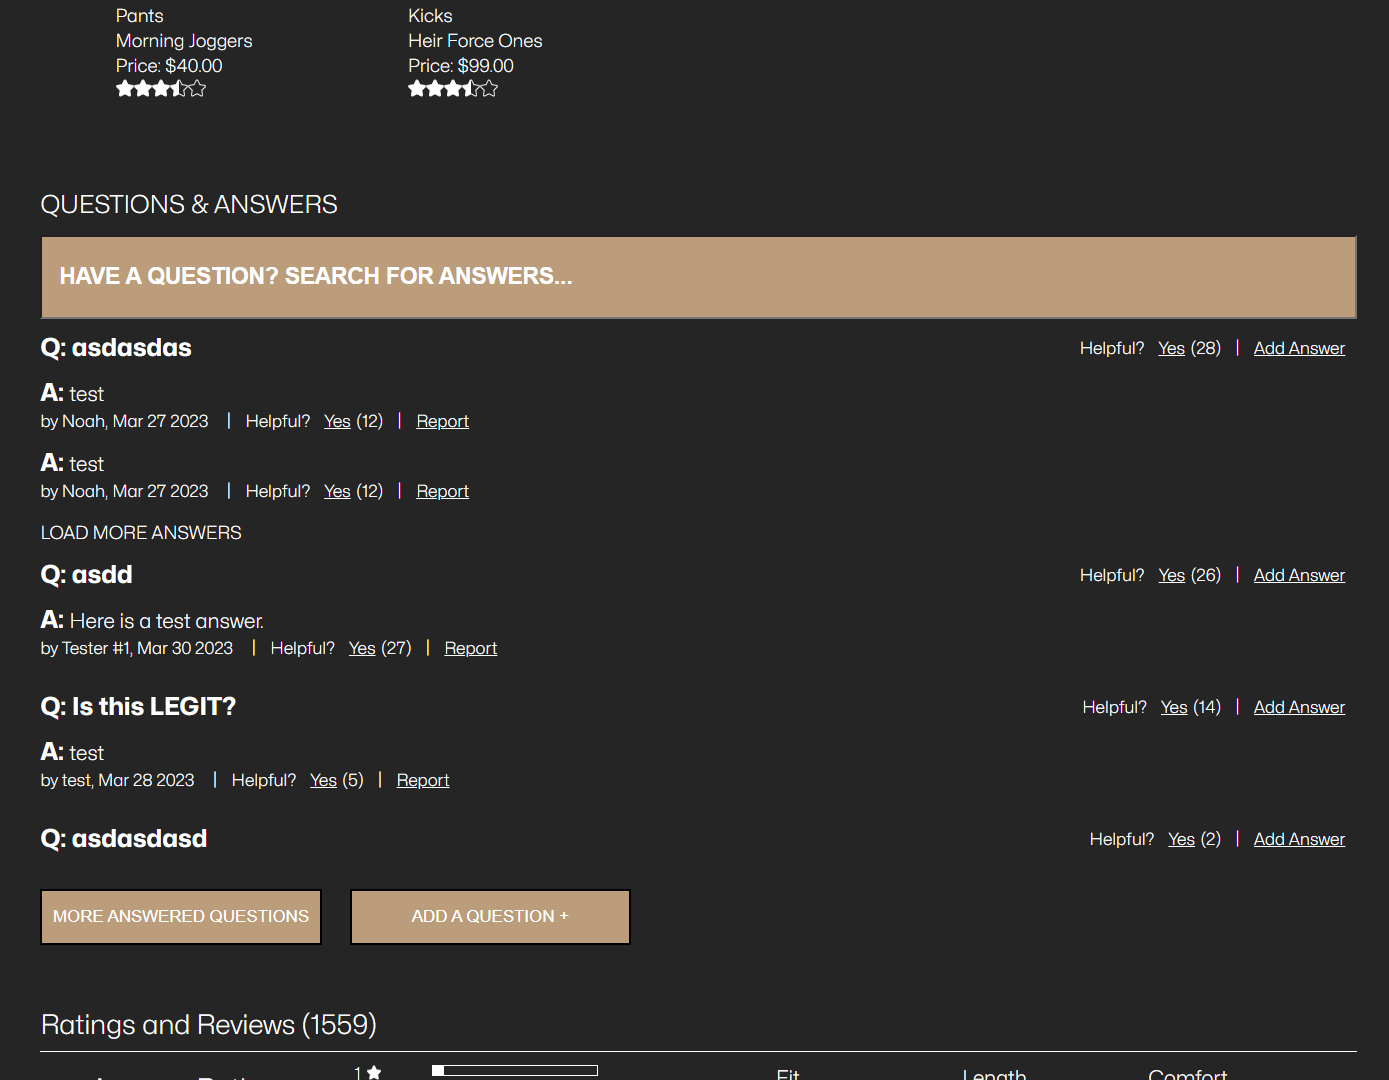 Pants Kicks
Morning Joggers Heir Force Ones
Price: $40.00 Price: $99.00
QUESTIONS & ANSWERS
HAVE A QUESTION? SEARCH FOR ANSWERS...
Q: asdasdas Helpful? Yes (28) | Add Answer
A: test
by Noah, Mar 27 2023 | Helpful? Yes (12) | Report
A: test
by Noah, Mar 27 2023 | Helpful? Yes (12) | Report
LOAD MORE ANSWERS
Q: asdd Helpful? Yes (26) | Add Answer
A: Here is a test answer.
by Tester #1, Mar 30 2023 | Helpful? Yes (27) | Report
Q: Is this LEGIT? Helpful? Yes (14) | Add Answer
A: test
by test, Mar 28 2023 | Helpful? Yes (5) | Report
Q: asdasdasd Helpful? Yes (2) | Add Answer
MORE ANSWERED QUESTIONS ADD A QUESTION +
Ratings and Reviews (1559)
1 Fit Length Comfort